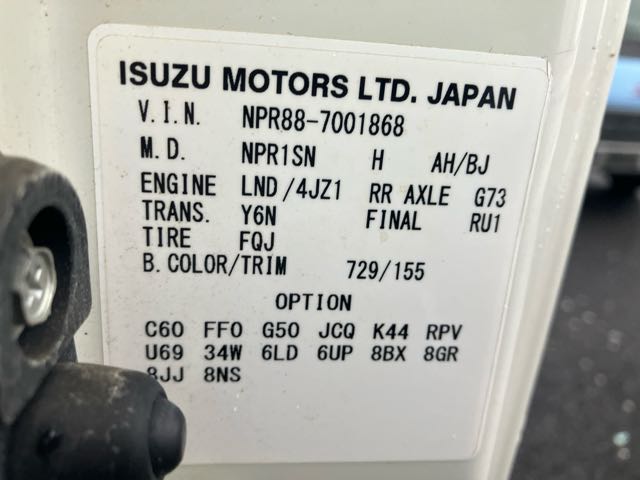 ISUZU MOTORS LTD. JAPAN
V.I.N. NPR88-7001868
M.D. NPR1SN H AH/BJ
ENGINE LND/4JZ1 RR AXLE G73
TRANS. Y6N FINAL RU1
TIRE FQJ
B.COLOR/TRIM 729/155
OPTION
C60 FF0 G50 JCQ K44 RPV
U69 34W 6LD 6UP 8BX 8GR
8JJ 8NS